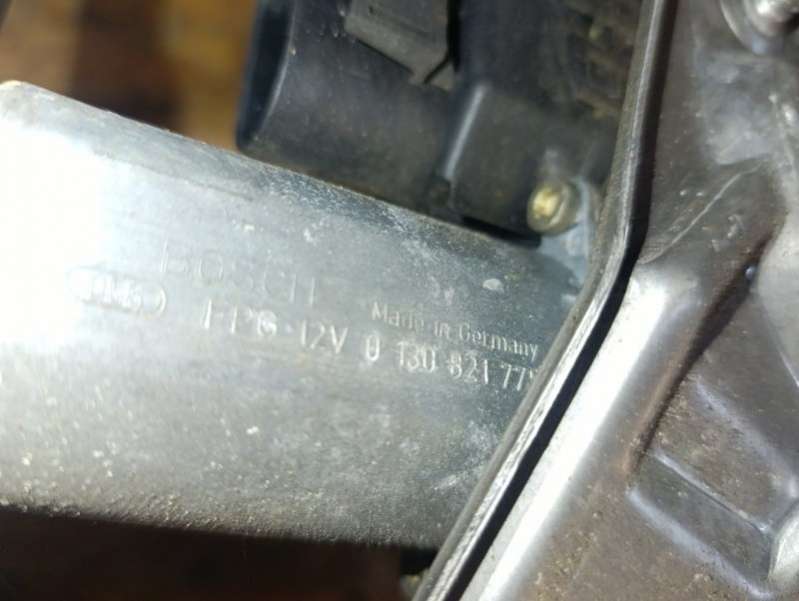 BOSCH
Made in Germany
FPG 12V 0 130 821 77